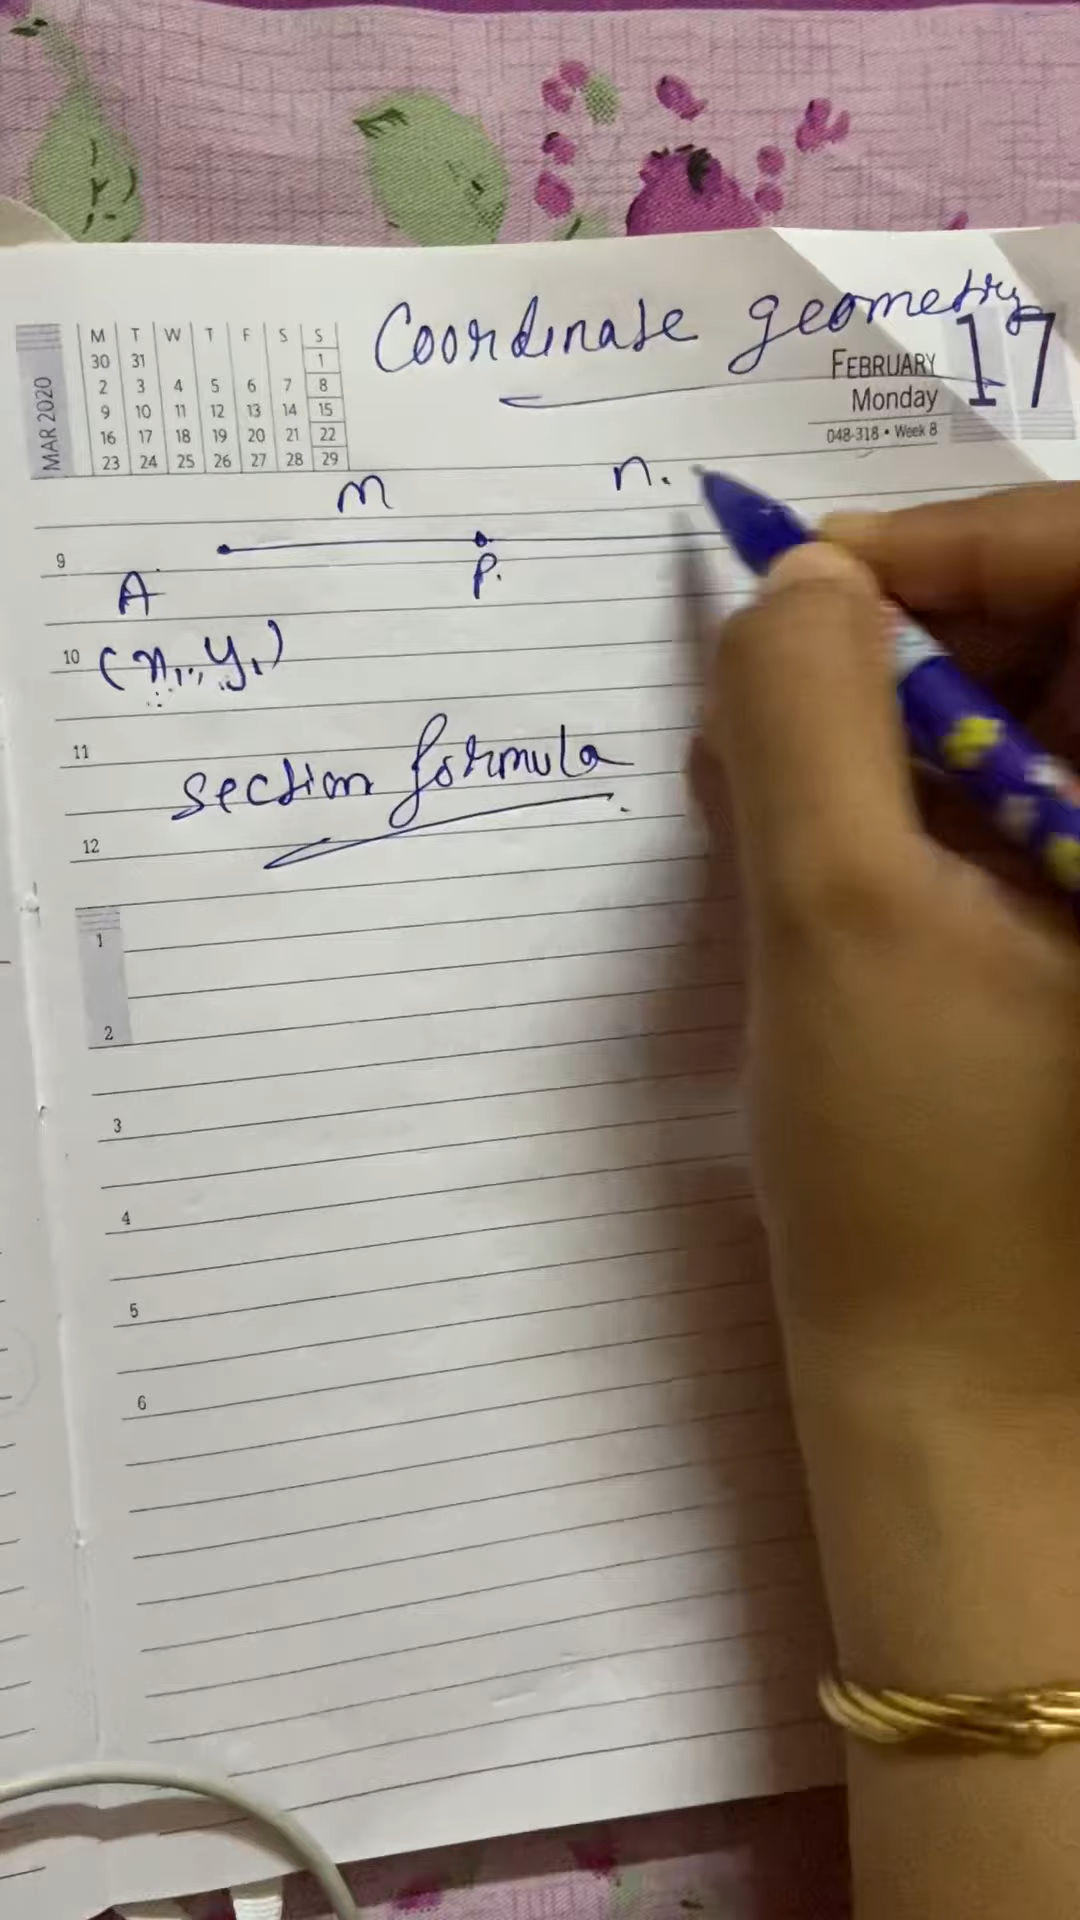 Coordinate geometry
MAR 2020
M T W T F S S
30 31 1
2 3 4 5 6 7 8
9 10 11 12 13 14 15
16 17 18 19 20 21 22
23 24 25 26 27 28 29
FEBRUARY 17
Monday
048-318 • Week 8
m n.
9
A P.
10 (x₁, y₁)
11
section formula
12
1
2
3
4
5
6